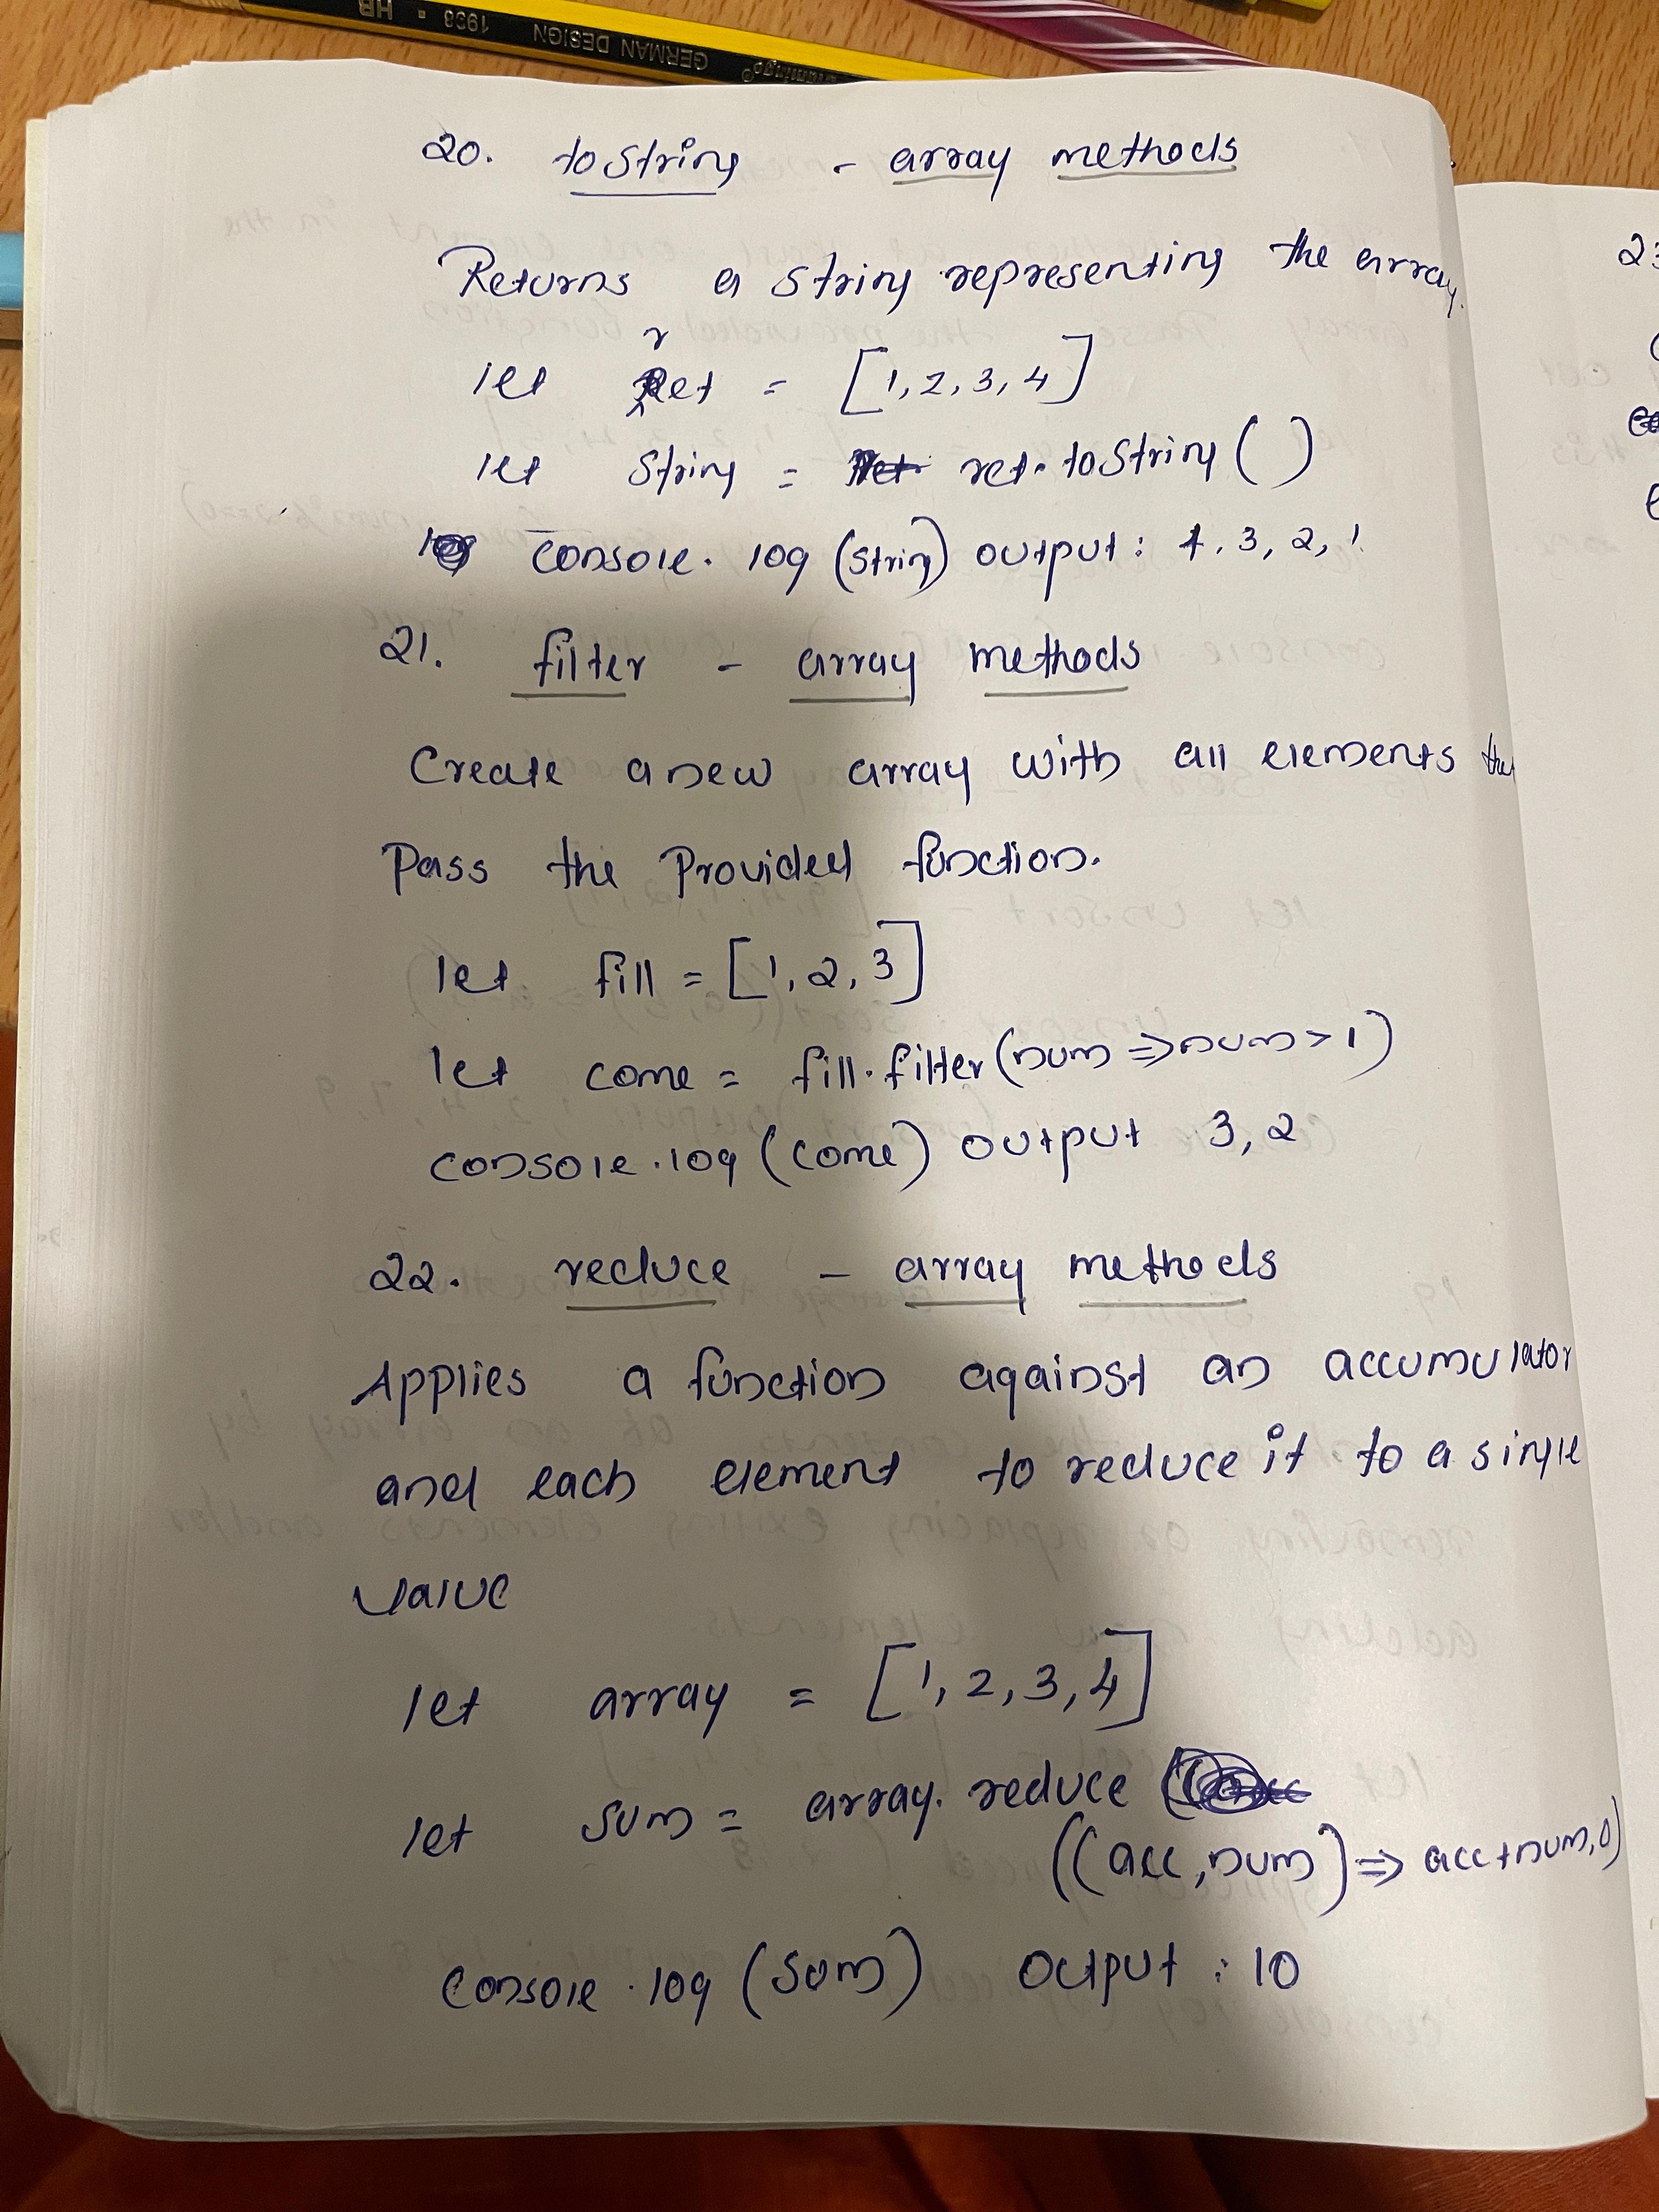 1938 HB
GERMAN DESIGN
20. toString - array methods
Returns a string representing the array.
let ret = [1,2,3,4]
let string = ret. toString()
console. log (string) output: 4, 3, 2, 1
21. filter - array methods
Create a new array with all elements that
Pass the Provided function.
let fill = [1, 2, 3]
let come = fill.filter(num => num > 1)
console.log (come) output 3, 2
22. reduce - array methods
Applies a function against an accumulator
and each element to reduce it to a single
value
let array = [1, 2, 3, 4]
let sum = array. reduce
((acc, num) => acc+num, 0)
console.log (sum) output : 10